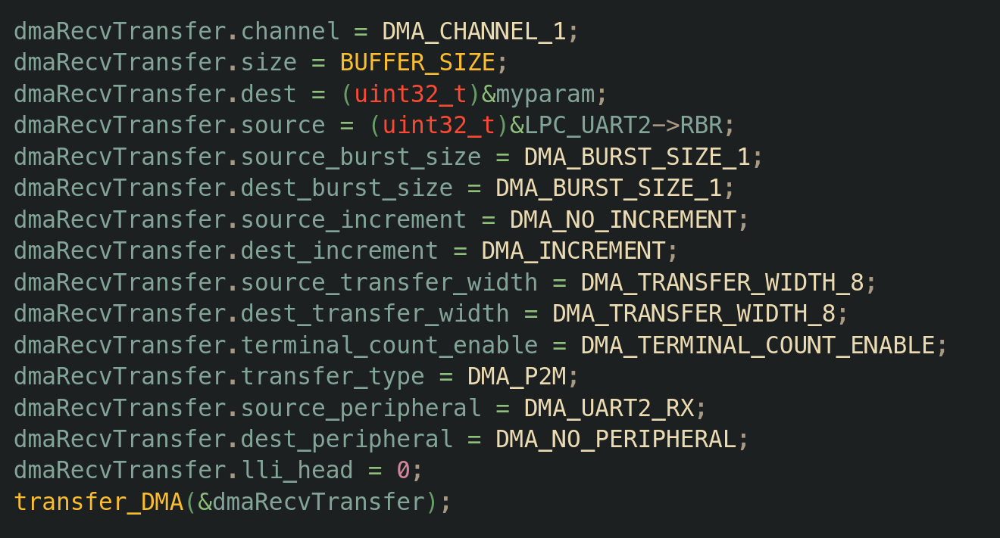 dmaRecvTransfer.channel = DMA_CHANNEL_1;
dmaRecvTransfer.size = BUFFER_SIZE;
dmaRecvTransfer.dest = (uint32_t)&myparam;
dmaRecvTransfer.source = (uint32_t)&LPC_UART2->RBR;
dmaRecvTransfer.source_burst_size = DMA_BURST_SIZE_1;
dmaRecvTransfer.dest_burst_size = DMA_BURST_SIZE_1;
dmaRecvTransfer.source_increment = DMA_NO_INCREMENT;
dmaRecvTransfer.dest_increment = DMA_INCREMENT;
dmaRecvTransfer.source_transfer_width = DMA_TRANSFER_WIDTH_8;
dmaRecvTransfer.dest_transfer_width = DMA_TRANSFER_WIDTH_8;
dmaRecvTransfer.terminal_count_enable = DMA_TERMINAL_COUNT_ENABLE;
dmaRecvTransfer.transfer_type = DMA_P2M;
dmaRecvTransfer.source_peripheral = DMA_UART2_RX;
dmaRecvTransfer.dest_peripheral = DMA_NO_PERIPHERAL;
dmaRecvTransfer.lli_head = 0;
transfer_DMA(&dmaRecvTransfer);